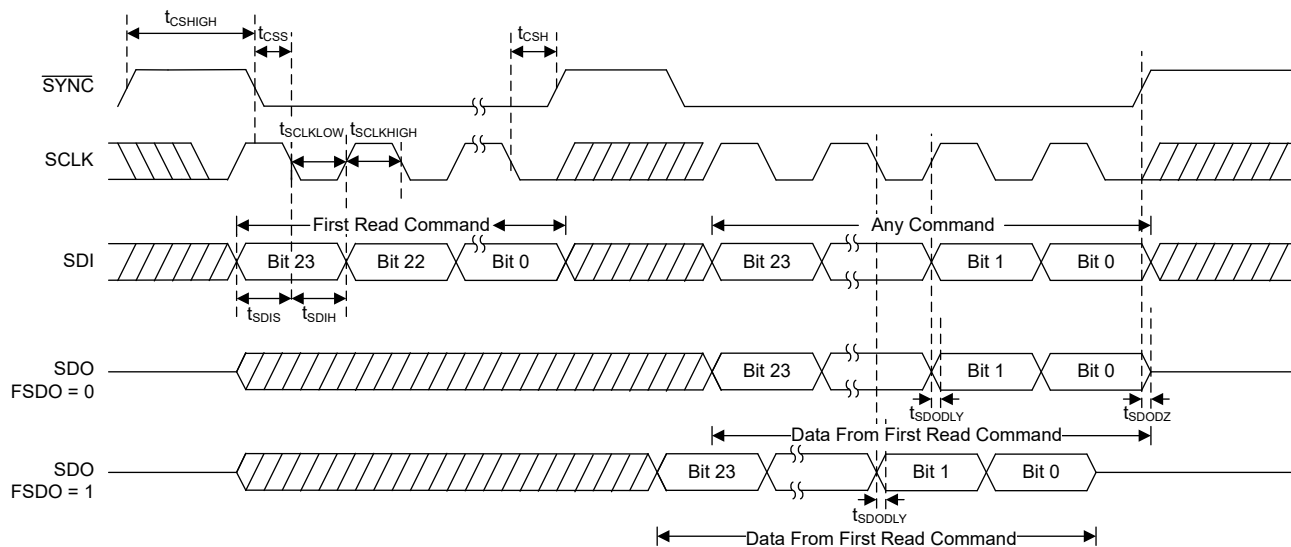 tCSHIGH
tCSS
tCSH
SYNC
tSCLKLOW tSCLKHIGH
SCLK
First Read Command
Any Command
SDI
Bit 23 Bit 22 Bit 0 Bit 23 Bit 1 Bit 0
tSDIS
tSDIH
SDO
FSDO = 0
Bit 23 Bit 1 Bit 0
tSDODLY
tSDODZ
Data From First Read Command
SDO
FSDO = 1
Bit 23 Bit 1 Bit 0
tSDODLY
Data From First Read Command